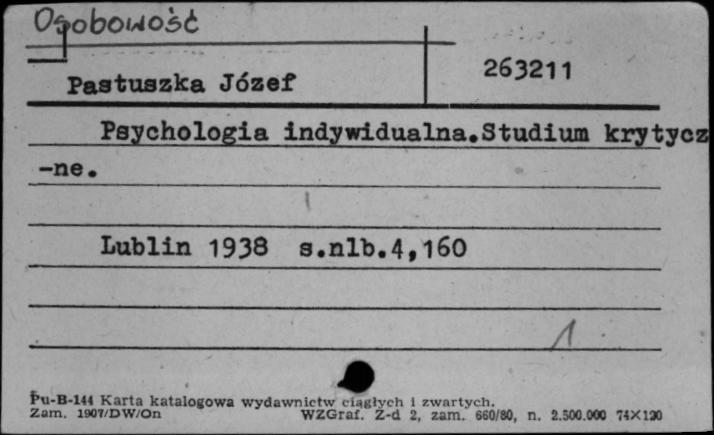 Osobowość
Pastuszka Józef
263211
Psychologia indywidualna.Studium krytycz
-ne.
Lublin 1938 s.nlb.4,160
1
Pu-B-144 Karta katalogowa wydawnictw ciągłych i zwartych.
Zam. 1907/DW/On WZGraf. Z-d 2, zam. 660/80, n. 2.500.000 74X120